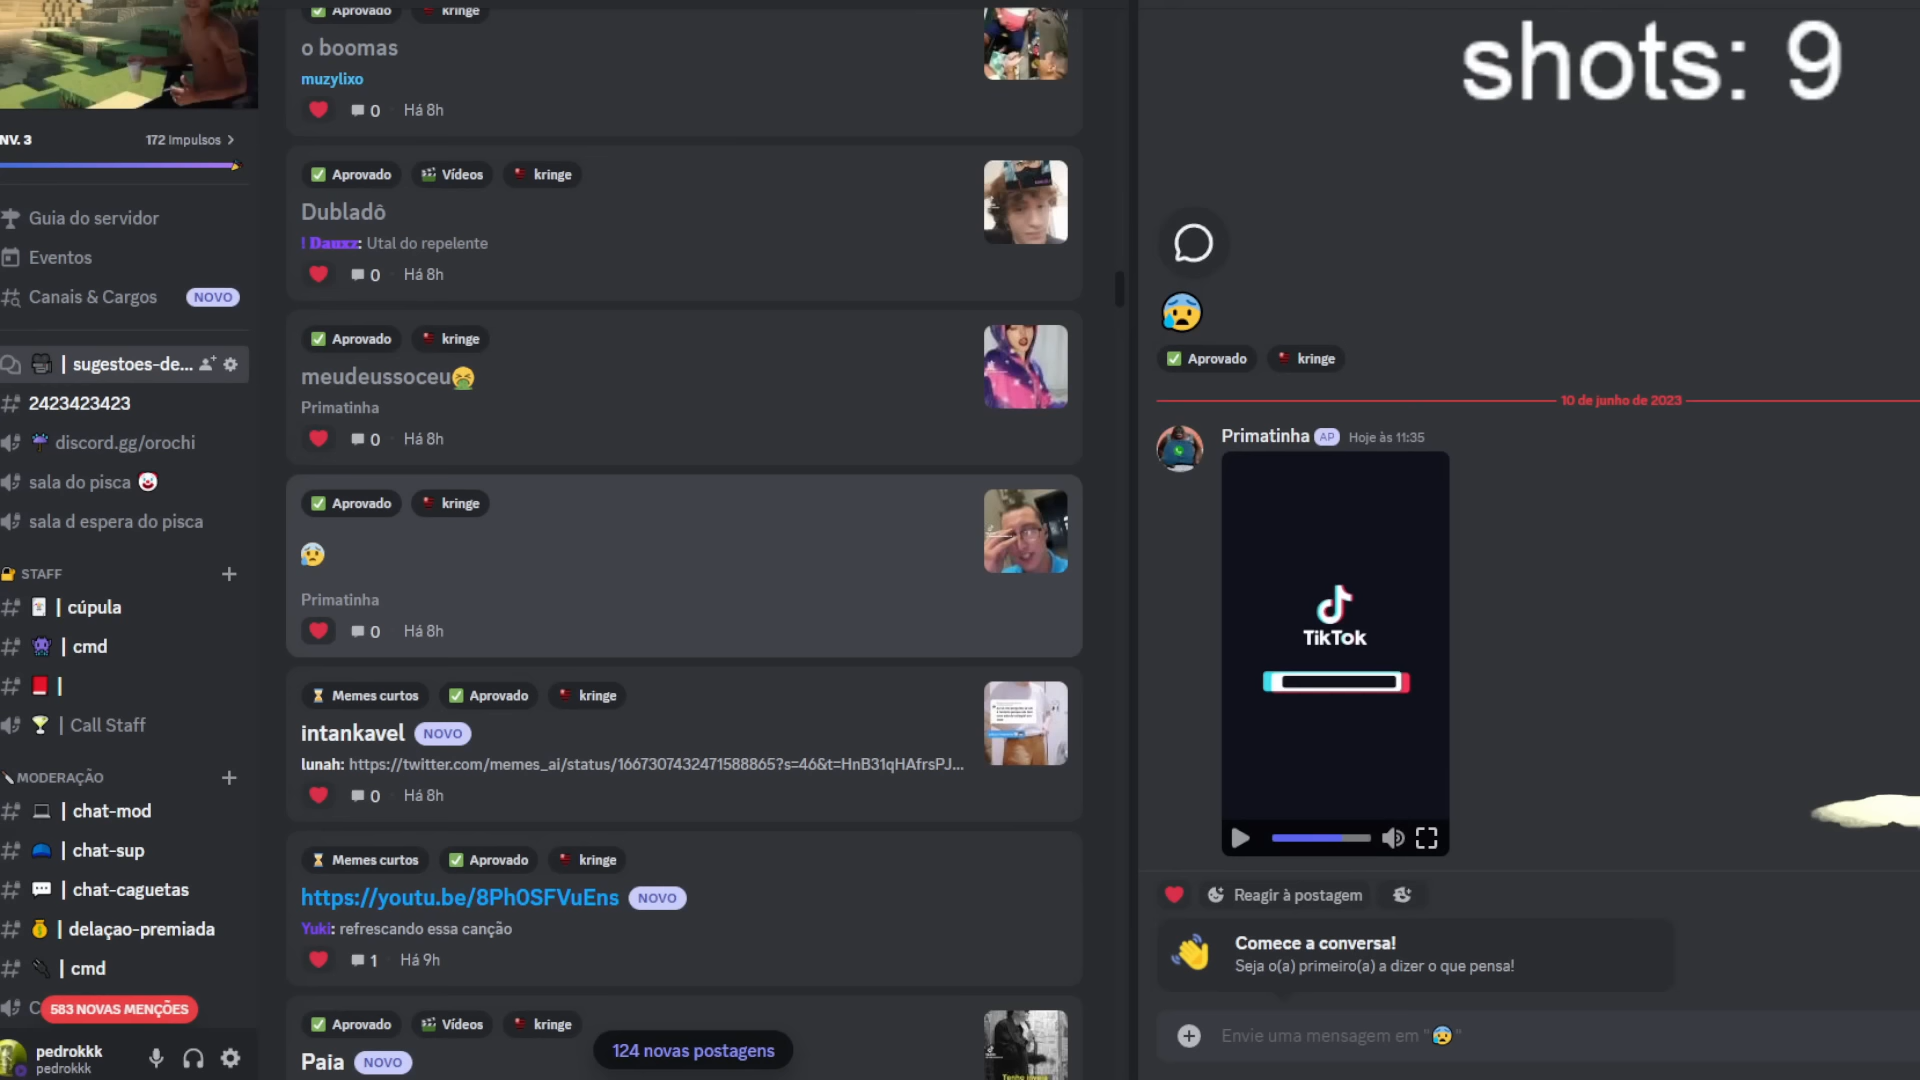 NV. 3
172 Impulsos
Guia do servidor
Eventos
Canais & Cargos NOVO
| sugestoes-de...
2423423423
discord.gg/orochi
sala do pisca
sala d espera do pisca
STAFF
| cúpula
| cmd
|
| Call Staff
MODERAÇÃO
| chat-mod
| chat-sup
| chat-caguetas
| delaçao-premiada
| cmd
C
583 NOVAS MENÇÕES
pedrokkk
pedrokkk
Aprovado kringe
o boomas
muzylixo
0 Há 8h
Aprovado Vídeos kringe
Dubladô
! Dauxz: Utal do repelente
0 Há 8h
Aprovado kringe
meudeussoceu
Primatinha
0 Há 8h
Aprovado kringe
Primatinha
0 Há 8h
Memes curtos Aprovado kringe
intankavel NOVO
lunah: https://twitter.com/memes_ai/status/1667307432471588865?s=46&t=HnB31qHAfrsPJ...
0 Há 8h
Memes curtos Aprovado kringe
https://youtu.be/8Ph0SFVuEns NOVO
Yuki: refrescando essa canção
1 Há 9h
Aprovado Vídeos kringe
Paia NOVO
124 novas postagens
shots: 9
Aprovado kringe
10 de junho de 2023
Primatinha AP Hoje às 11:35
TikTok
Reagir à postagem
Comece a conversa!
Seja o(a) primeiro(a) a dizer o que pensa!
Envie uma mensagem em "😰"